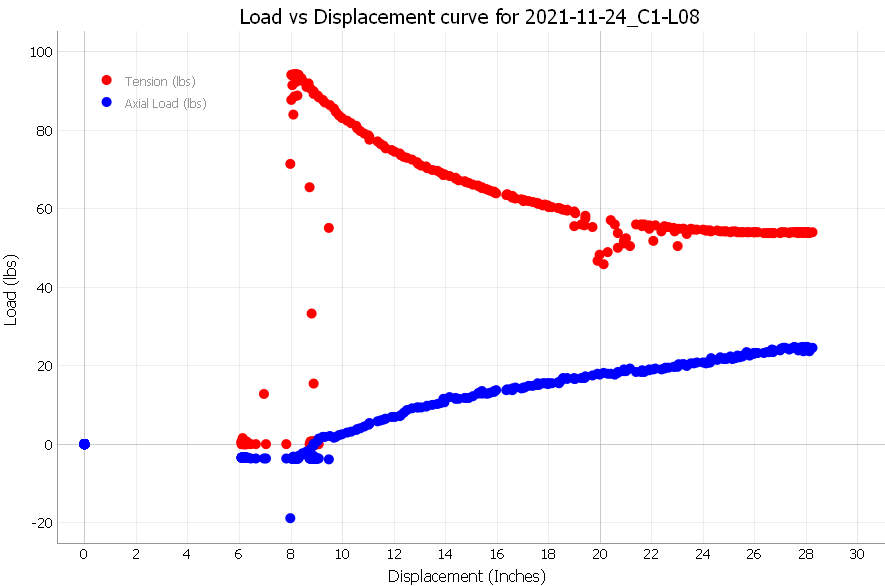 Load vs Displacement curve for 2021-11-24_C1-L08
Tension (lbs)
Axial Load (lbs)
Load (lbs)
100
80
60
40
20
0
-20
0 2 4 6 8 10 12 14 16 18 20 22 24 26 28 30
Displacement (Inches)